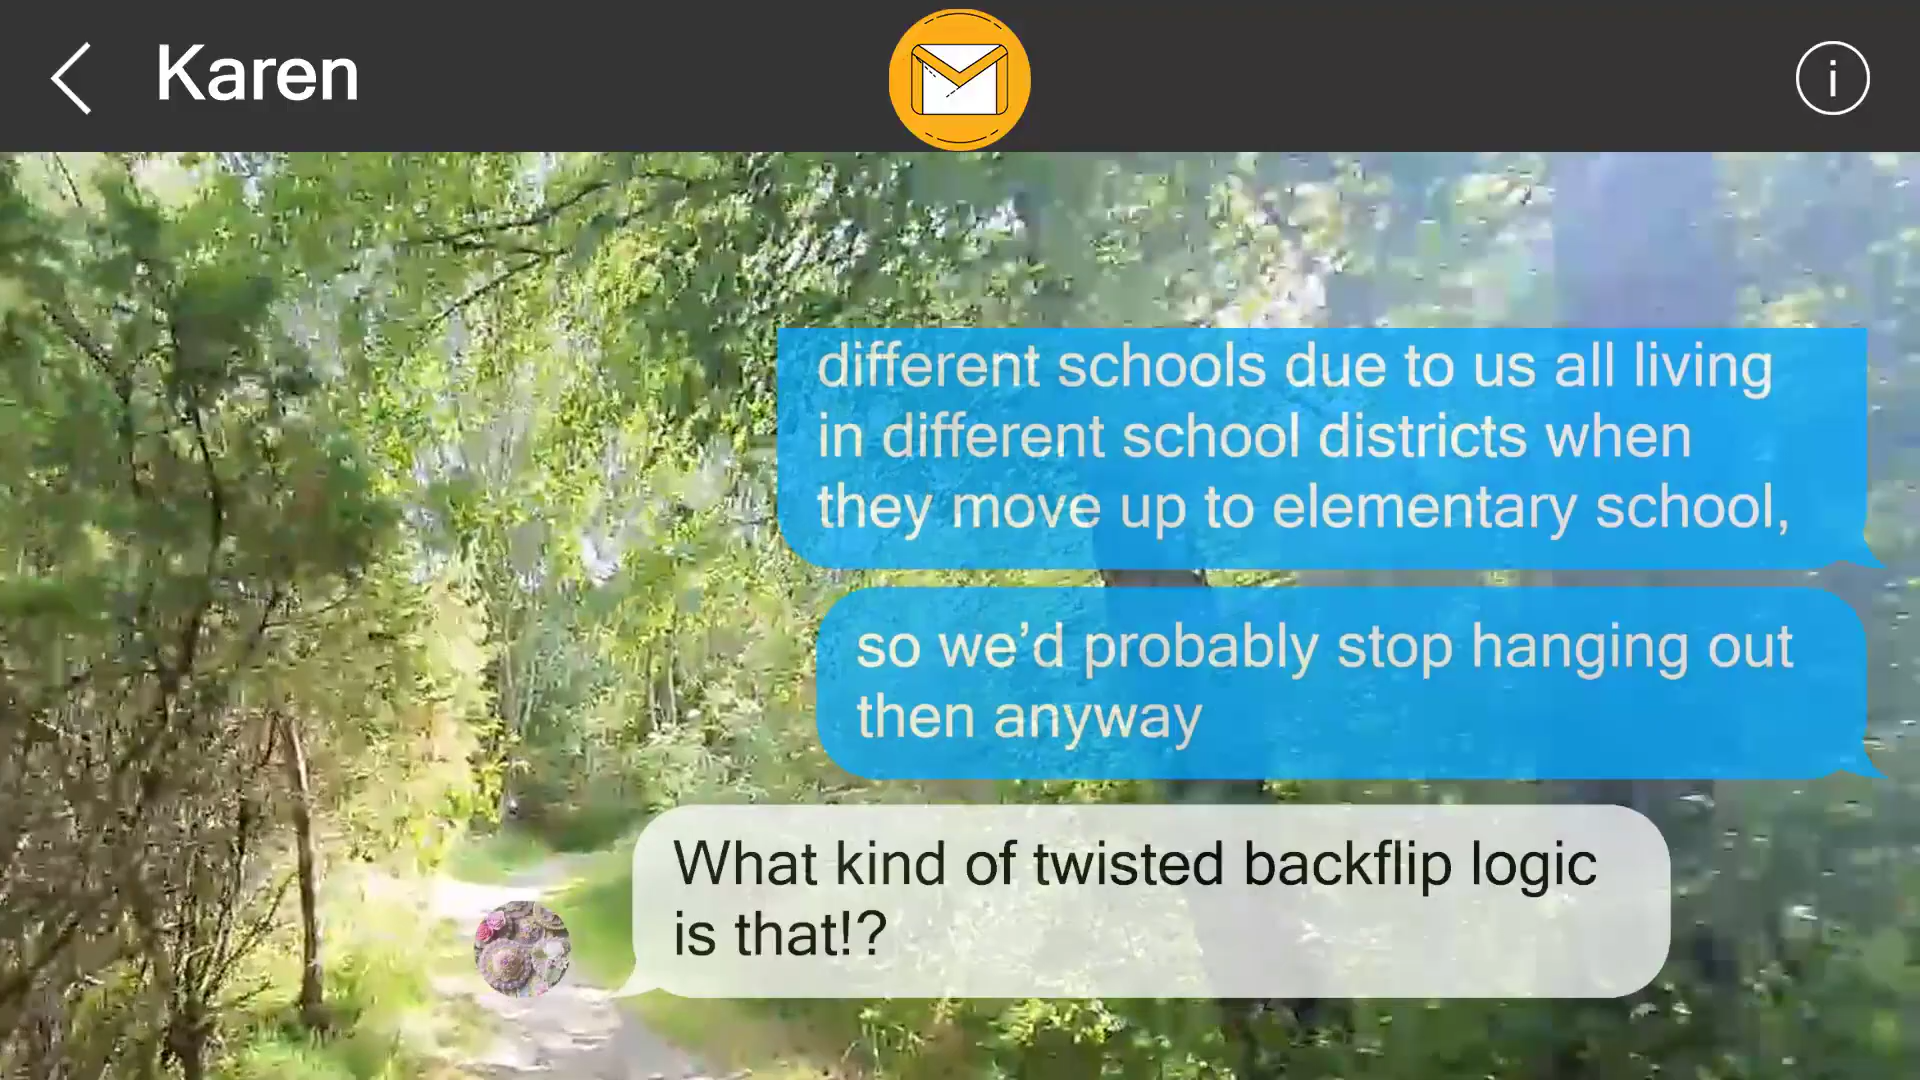 Karen
i
different schools due to us all living
in different school districts when
they move up to elementary school,
so we’d probably stop hanging out
then anyway
What kind of twisted backflip logic
is that!?